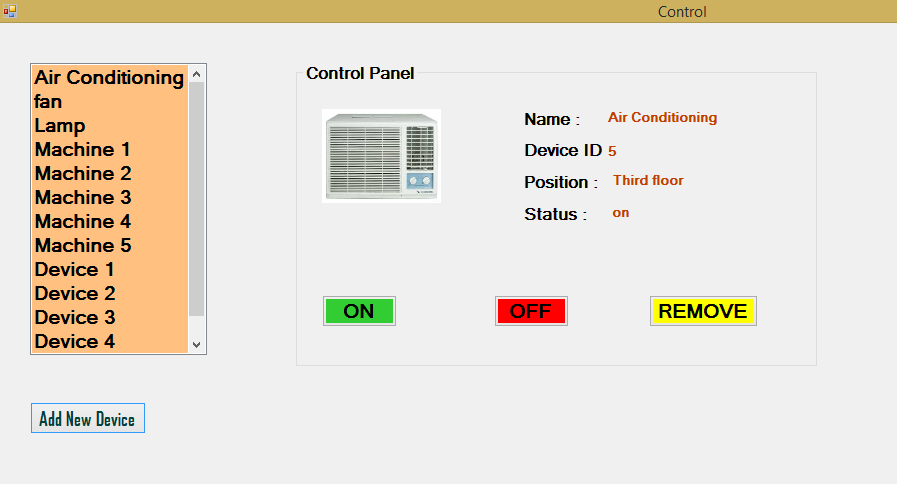 Control
Air Conditioning
fan
Lamp
Machine 1
Machine 2
Machine 3
Machine 4
Machine 5
Device 1
Device 2
Device 3
Device 4
Control Panel
Name : Air Conditioning
Device ID 5
Position : Third floor
Status : on
ON OFF REMOVE
Add New Device